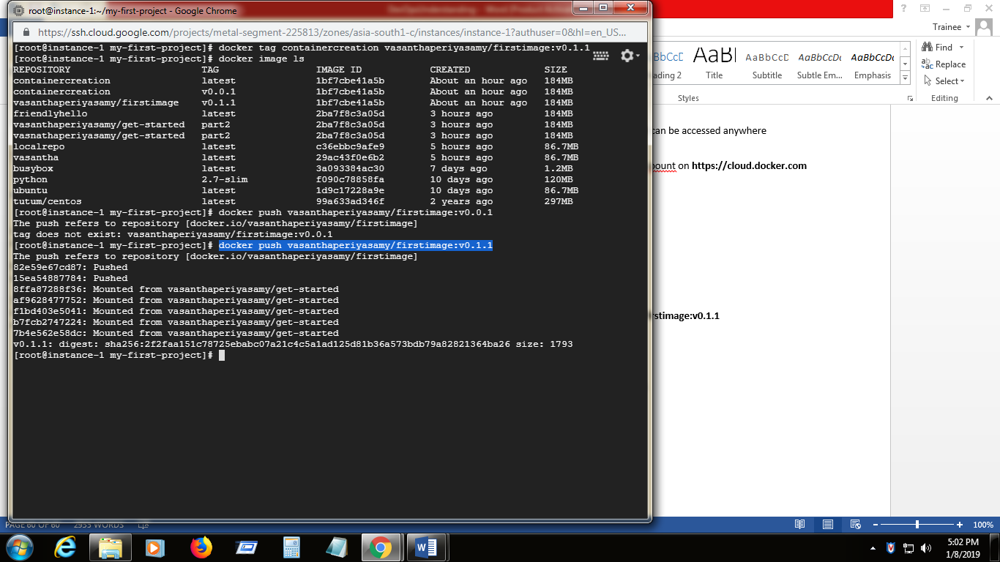 root@instance-1:~/my-first-project - Google Chrome
https://ssh.cloud.google.com/projects/metal-segment-225813/zones/asia-south1-c/instances/instance-1?authuser=0&hl=en_US...
[root@instance-1 my-first-project]# docker tag containercreation vasanthaperiyasamy/firstimage:v0.1.1
[root@instance-1 my-first-project]# docker image ls
REPOSITORY TAG IMAGE ID CREATED SIZE
containercreation latest 1bf7cbe41a5b About an hour ago 184MB
containercreation v0.0.1 1bf7cbe41a5b About an hour ago 184MB
vasanthaperiyasamy/firstimage v0.1.1 1bf7cbe41a5b About an hour ago 184MB
friendlyhello latest 2ba7f8c3a05d 3 hours ago 184MB
vasanthaperiyasamy/get-started part2 2ba7f8c3a05d 3 hours ago 184MB
vasnathaperiyasamy/get-started part2 2ba7f8c3a05d 3 hours ago 184MB
localrepo latest c36ebbc9afe9 5 hours ago 86.7MB
vasantha latest 29ac43f0e6b2 5 hours ago 86.7MB
busybox latest 3a093384ac30 7 days ago 1.2MB
python 2.7-slim f090c78858fa 10 days ago 120MB
ubuntu latest 1d9c17228a9e 10 days ago 86.7MB
tutum/centos latest 99a633ad346f 2 years ago 297MB
[root@instance-1 my-first-project]# docker push vasanthaperiyasamy/firstimage:v0.0.1
The push refers to repository [docker.io/vasanthaperiyasamy/firstimage]
tag does not exist: vasanthaperiyasamy/firstimage:v0.0.1
[root@instance-1 my-first-project]# docker push vasanthaperiyasamy/firstimage:v0.1.1
The push refers to repository [docker.io/vasanthaperiyasamy/firstimage]
82e59e67cd87: Pushed
15ea54887784: Pushed
8ffa87288f36: Mounted from vasanthaperiyasamy/get-started
af9628477752: Mounted from vasanthaperiyasamy/get-started
f1bd403e5041: Mounted from vasanthaperiyasamy/get-started
b7fcb2747224: Mounted from vasanthaperiyasamy/get-started
7b4e562e58dc: Mounted from vasanthaperiyasamy/get-started
v0.1.1: digest: sha256:2f2faa151c78725ebabc07a21c4c5a1ad125d81b36a573bdb79a82821364ba26 size: 1793
[root@instance-1 my-first-project]#
Trainee
AaBl AaBbCcD AaBbCcDc AaBbCcDc
ading 2 Title Subtitle Subtle Em... Emphasis
Styles
Find
Replace
Select
Editing
can be accessed anywhere
ount on https://cloud.docker.com
rstimage:v0.1.1
PAGE 60 OF 60 2953 WORDS
100%
5:02 PM
1/8/2019